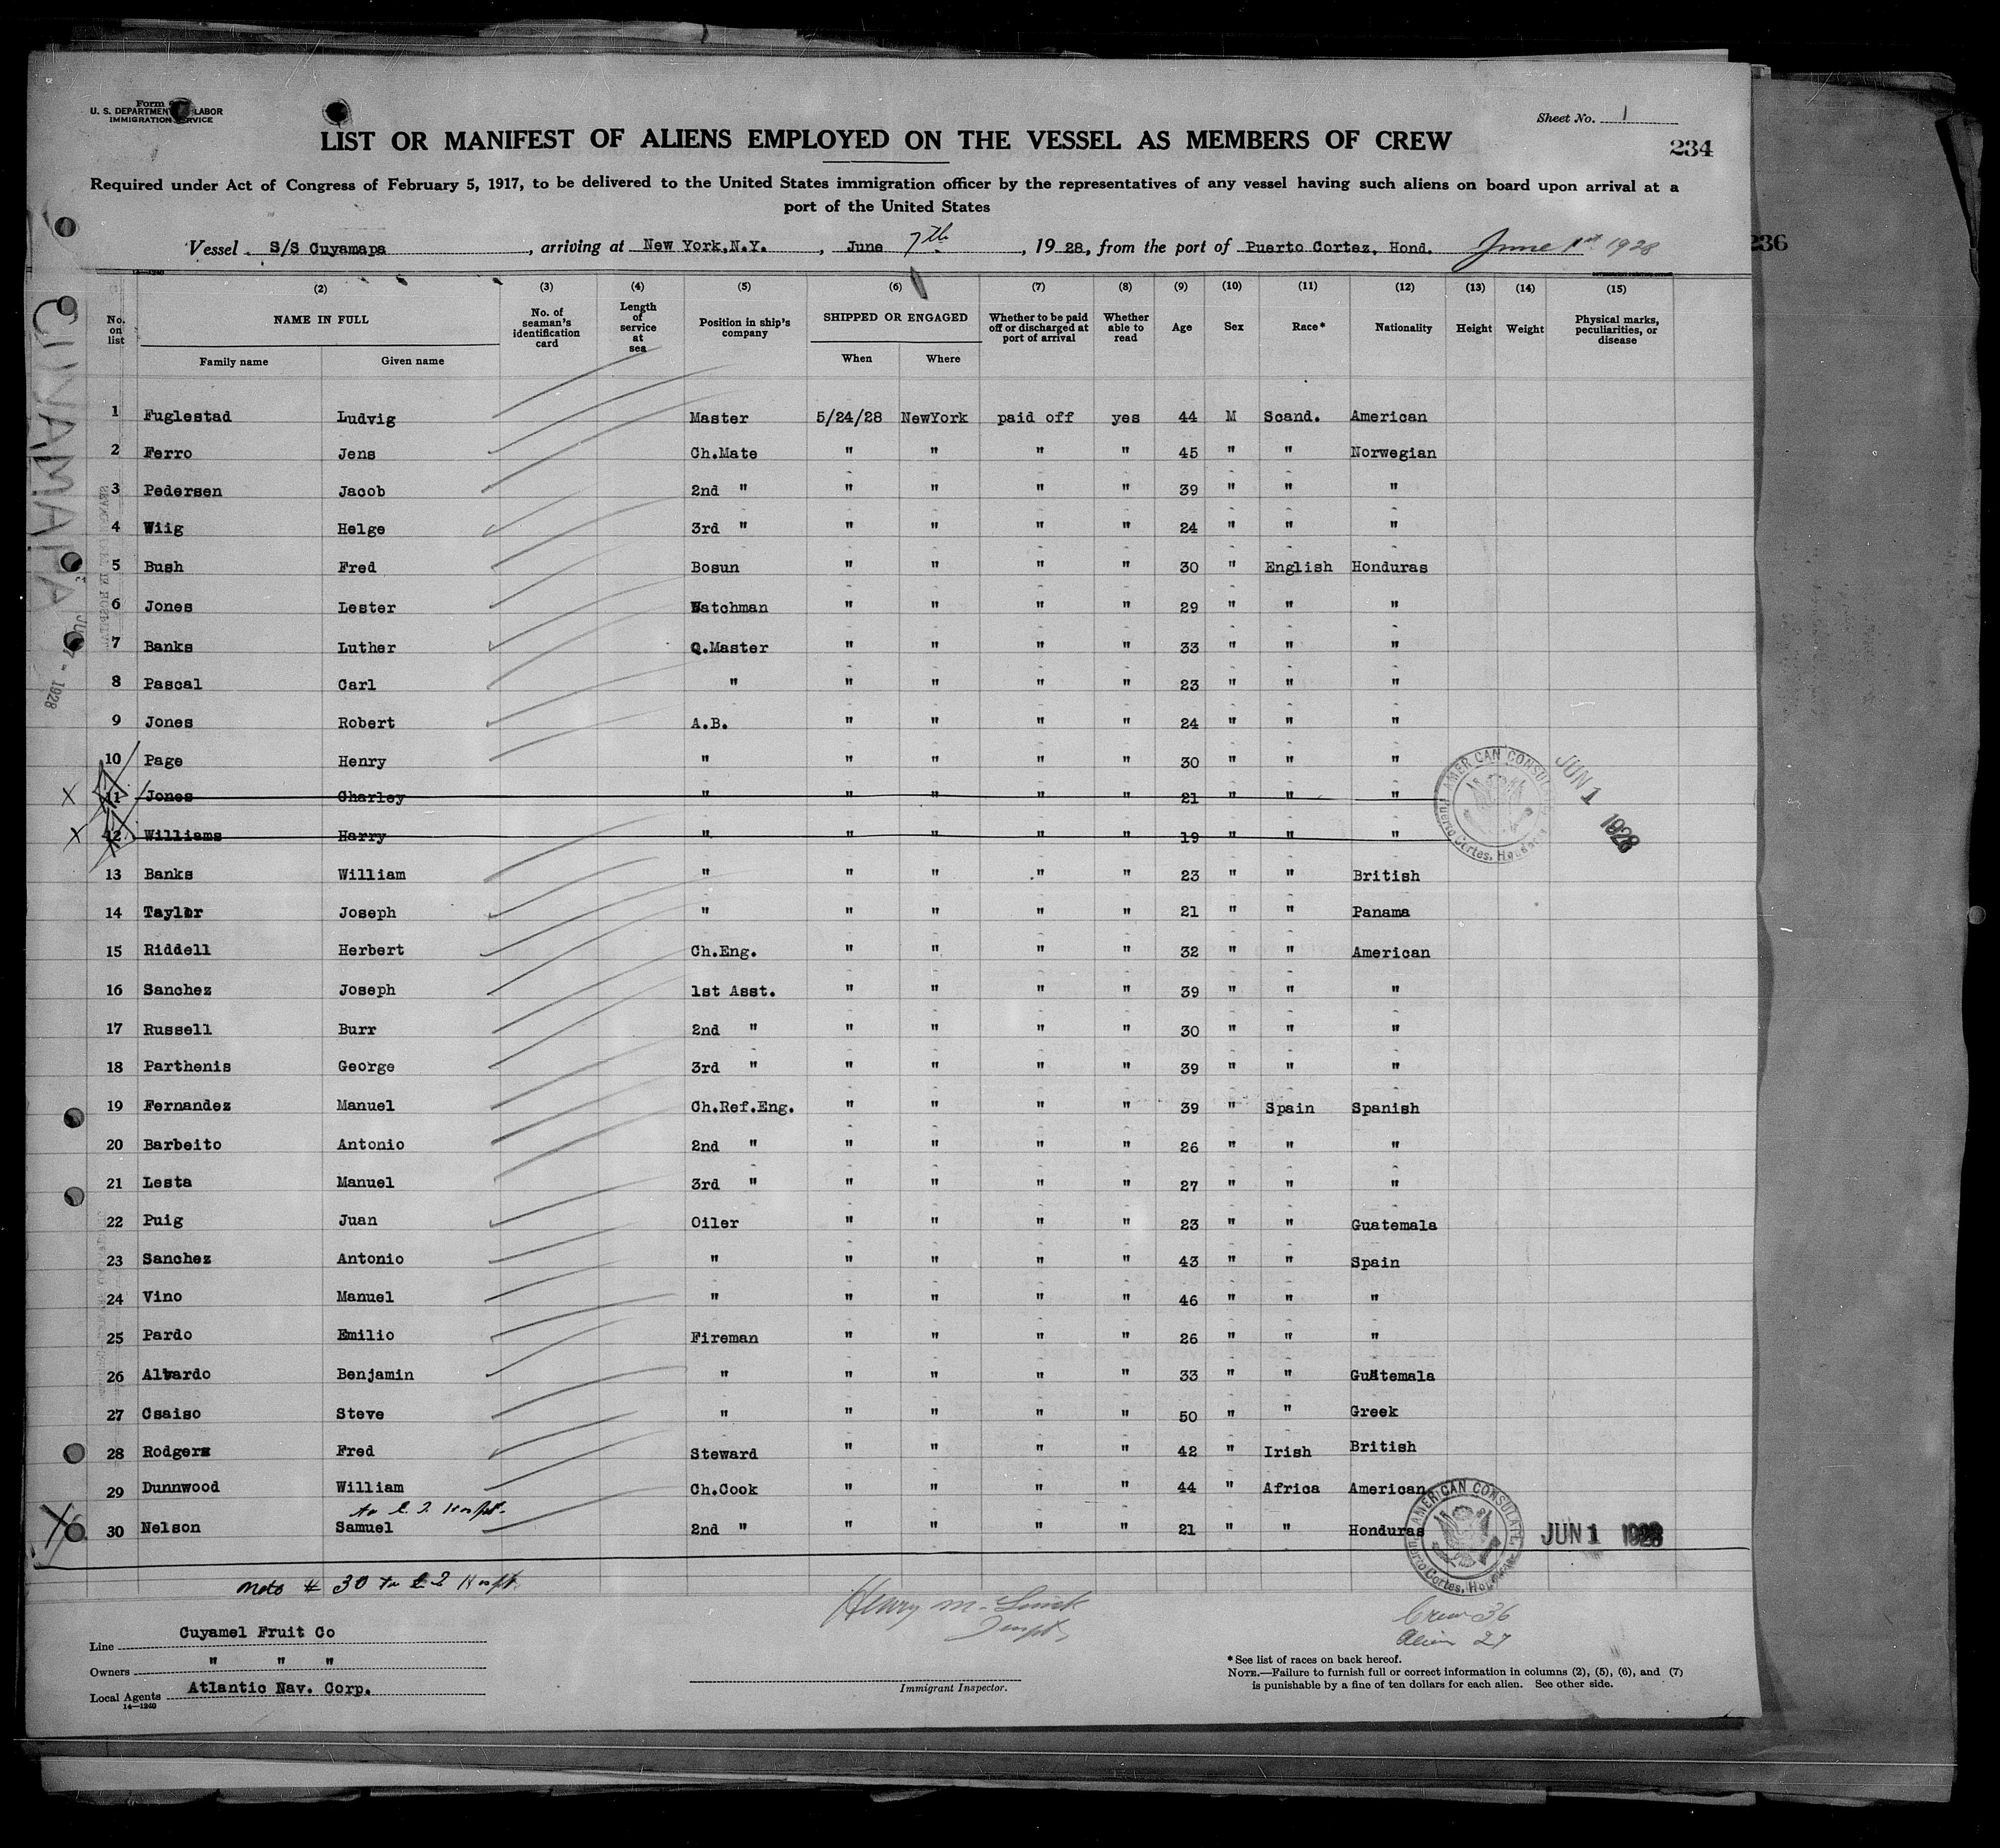 Form
U. S. DEPARTMENT LABOR
IMMIGRATION SERVICE
Sheet No. 1
LIST OR MANIFEST OF ALIENS EMPLOYED ON THE VESSEL AS MEMBERS OF CREW
234
Required under Act of Congress of February 5, 1917, to be delivered to the United States immigration officer by the representatives of any vessel having such aliens on board upon arrival at a
port of the United States
Vessel S/S Cuyamapa, arriving at New York,N.Y., June 7th, 1928, from the port of Puerto Cortez, Hond. June 1st 1928
236
(2) (3) (4) (5) (6) (7) (8) (9) (10) (11) (12) (13) (14) (15)
No. on list NAME IN FULL No. of seaman's identification card Length of service at sea Position in ship's company SHIPPED OR ENGAGED Whether to be paid off or discharged at port of arrival Whether able to read Age Sex Race* Nationality Height Weight Physical marks, peculiarities, or disease
Family name Given name When Where
1 Fuglestad Ludvig Master 5/24/28 NewYork paid off yes 44 M Scand. American
2 Ferro Jens Ch.Mate " " " " 45 " " Norwegian
3 Pedersen Jacob 2nd " " " " " 39 " " "
4 Wiig Helge 3rd " " " " " 24 " " "
5 Bush Fred Bosun " " " " 30 " English Honduras
6 Jones Lester Watchman " " " " 29 " " "
7 Banks Luther Q.Master " " " " 33 " " "
8 Pascal Carl " " " " " 23 " " "
9 Jones Robert A.B. " " " " 24 " " "
10 Page Henry " " " " " 30 " " "
X 11 Jones Charley " " " " " 21 " " "
X 12 Williams Harry " " " " " 19 " " "
13 Banks William " " " " " 23 " " British
14 Taylor Joseph " " " " " 21 " " Panama
15 Riddell Herbert Ch.Eng. " " " " 32 " " American
16 Sanchez Joseph 1st Asst. " " " " 39 " " "
17 Russell Burr 2nd " " " " " 30 " " "
18 Parthenis George 3rd " " " " " 39 " " "
19 Fernandez Manuel Ch.Ref.Eng. " " " " 39 " Spain Spanish
20 Barbeito Antonio 2nd " " " " " 26 " " "
21 Lesta Manuel 3rd " " " " " 27 " " "
22 Puig Juan Oiler " " " " 23 " " Guatemala
23 Sanchez Antonio " " " " " 43 " " Spain
24 Vino Manuel " " " " " 46 " " "
25 Pardo Emilio Fireman " " " " 26 " " "
26 Alvardo Benjamin " " " " " 33 " " Guatemala
27 Csaiso Steve " " " " " 50 " " Greek
28 Rodgers Fred Steward " " " " 42 " Irish British
29 Dunnwood William Ch.Cook " " " " 44 " Africa American
to E I Hospt.
X 30 Nelson Samuel 2nd " " " " " 21 " " Honduras
note # 30 to E I Hospt.
CUYAMAPA
1928
AMERICAN CONSULATE
Puerto Cortes, Honduras
JUN 1 1928
AMERICAN CONSULATE
Puerto Cortes, Honduras
JUN 1 1928
Henry M.
Inspt.
Crew 36
Alien 27
Line Cuyamel Fruit Co
Owners " " "
Local Agents Atlantic Nav. Corp.
14—1240
Immigrant Inspector.
*See list of races on back hereof.
NOTE.—Failure to furnish full or correct information in columns (2), (5), (6), and (7)
is punishable by a fine of ten dollars for each alien. See other side.